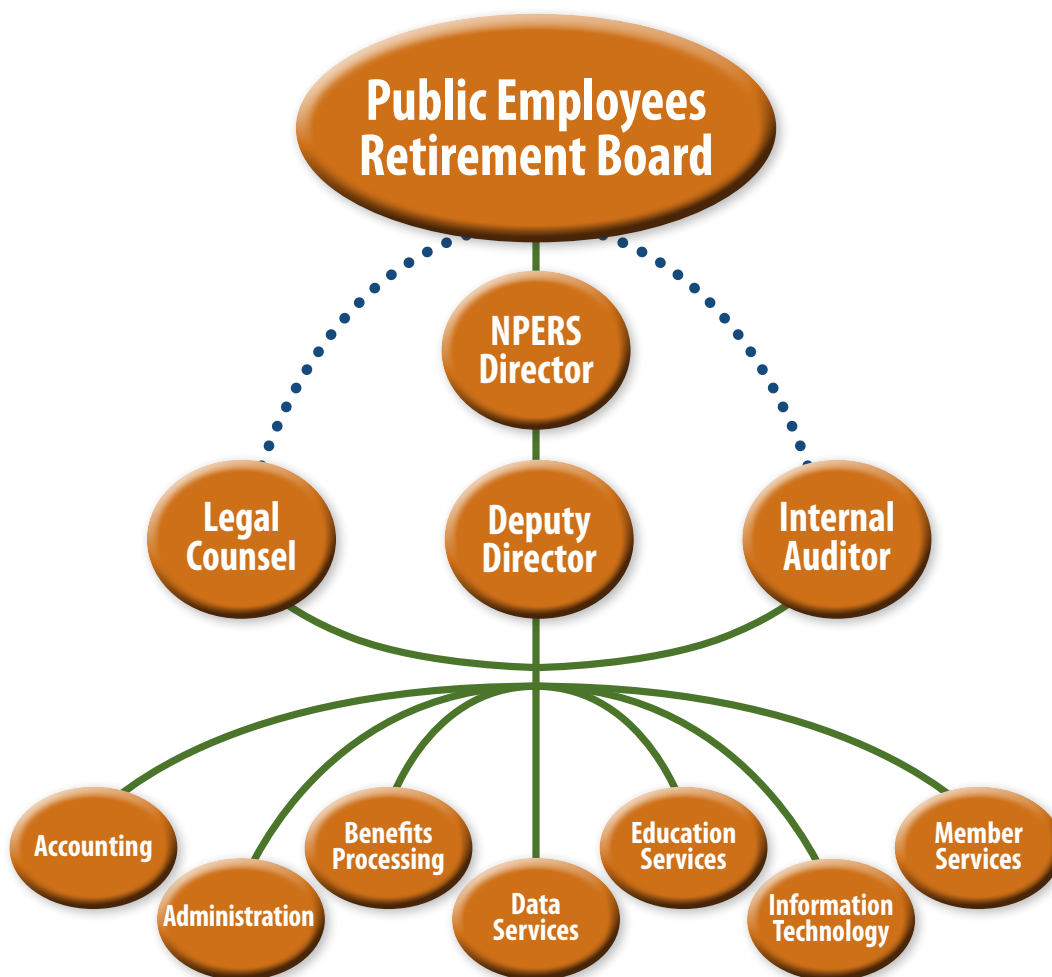 Public Employees
Retirement Board
NPERS
Director
Legal
Counsel
Deputy
Director
Internal
Auditor
Accounting
Administration
Benefits
Processing
Data
Services
Education
Services
Information
Technology
Member
Services